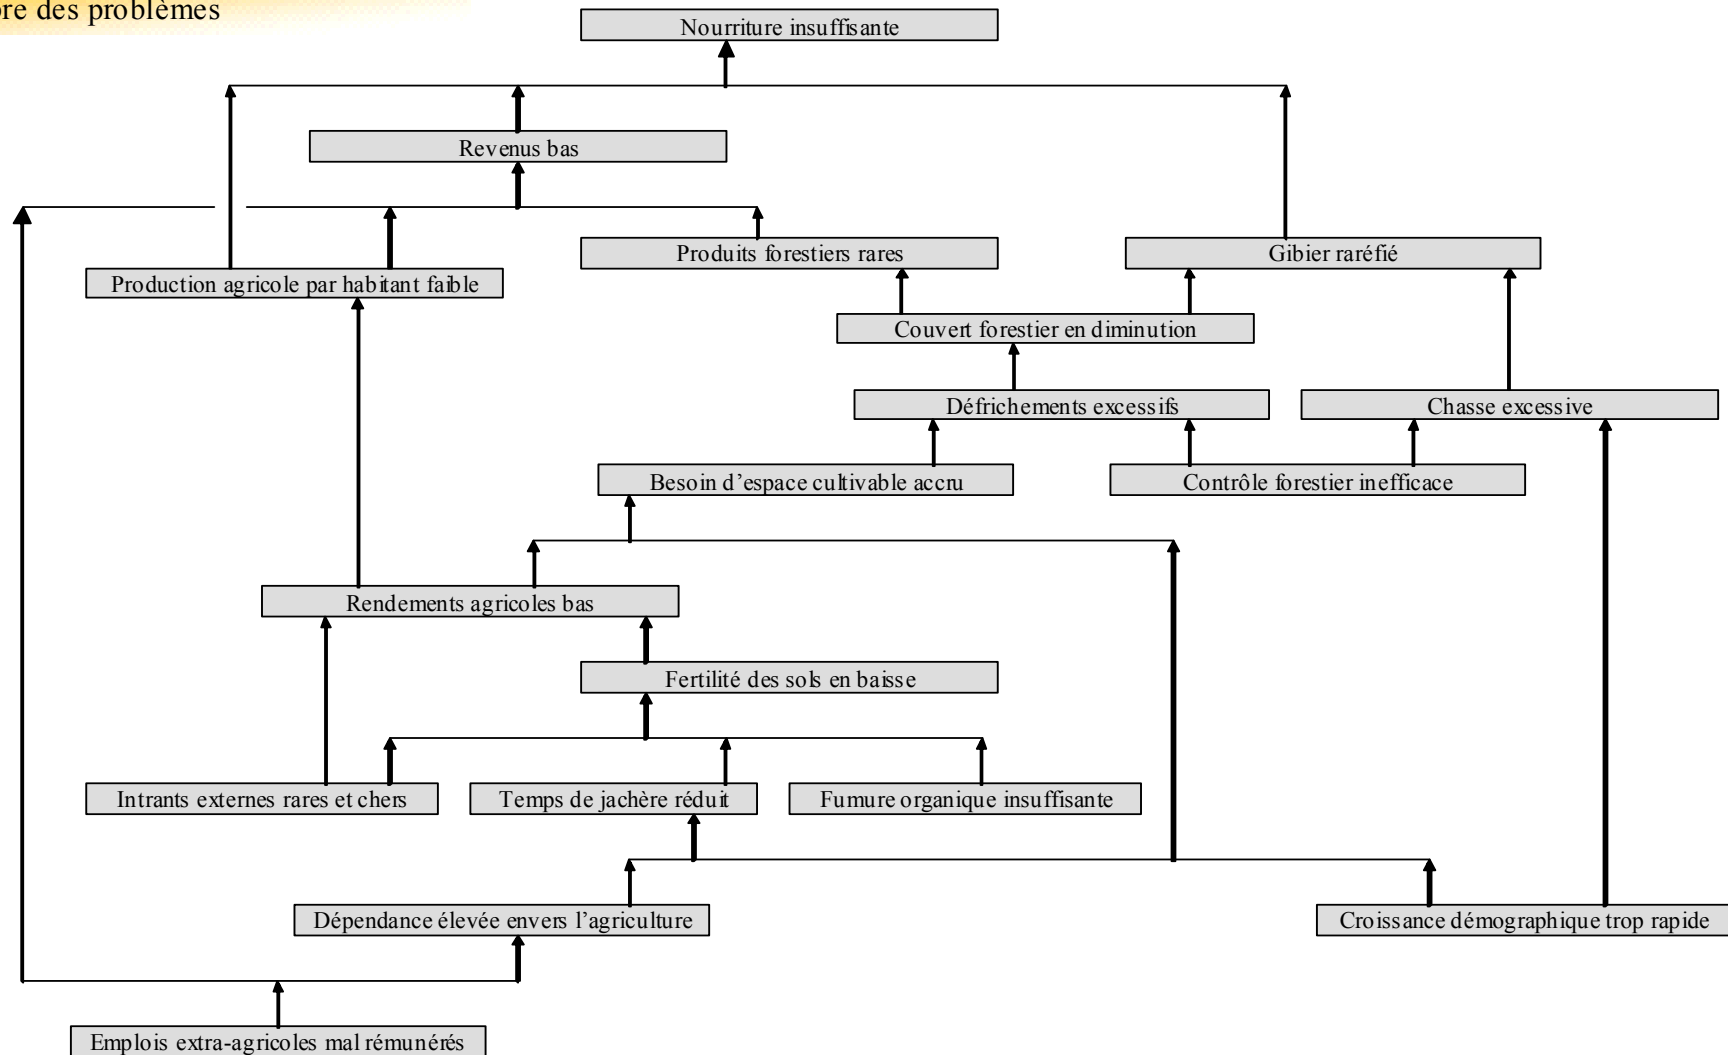 des problèmes
Nourriture insuffisante
Revenus bas
Produits forestiers rares
Gibier raréfié
Production agricole par habitant faible
Couvert forestier en diminution
Défrichements excessifs
Chasse excessive
Besoin d’espace cultivable accru
Contrôle forestier inefficace
Rendements agricoles bas
Fertilité des sols en baisse
Intrants externes rares et chers
Temps de jachère réduit
Fumure organique insuffisante
Dépendance élevée envers l’agriculture
Croissance démographique trop rapide
Emplois extra-agricoles mal rémunérés